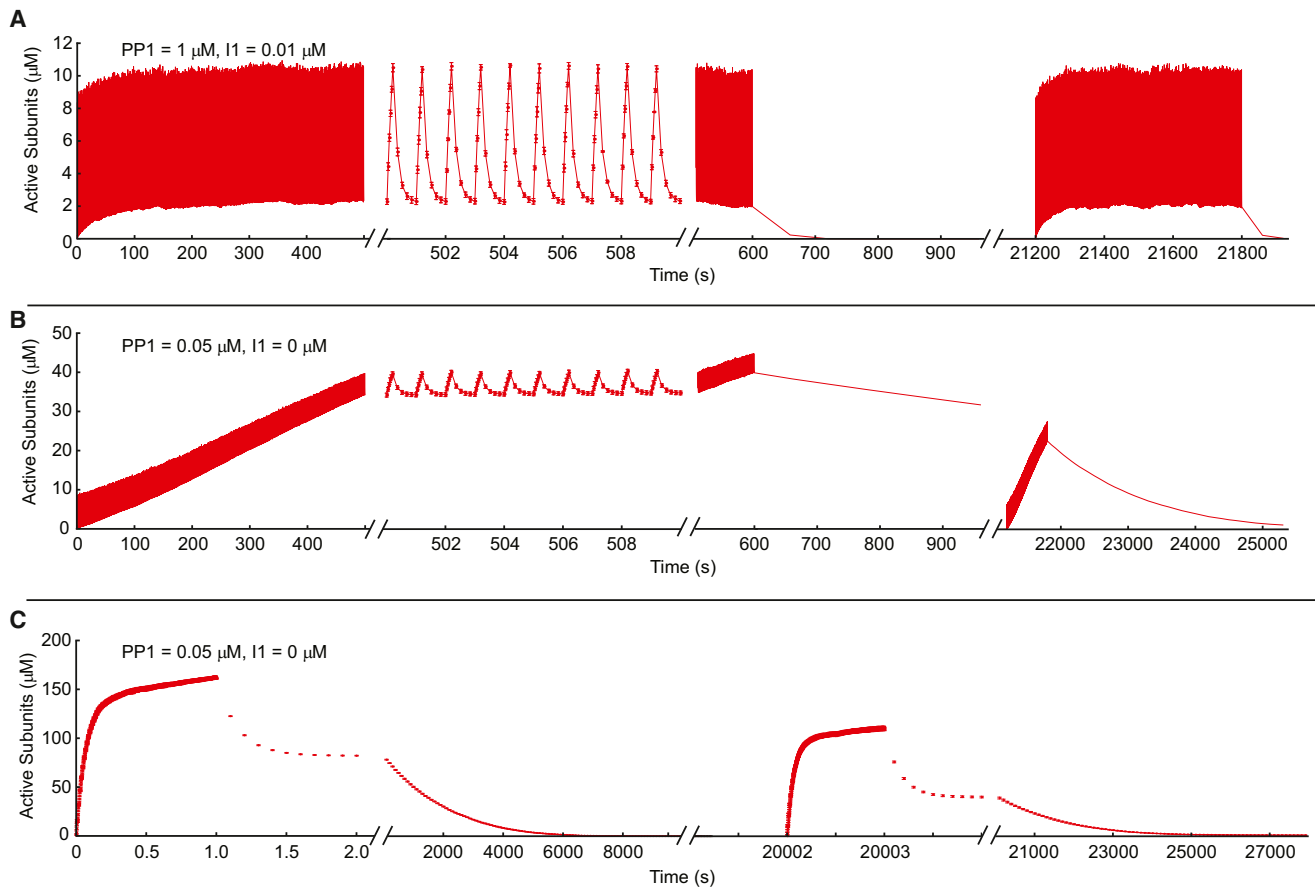 A
PP1 = 1 μM, I1 = 0.01 μM
Active Subunits (μM)
12
10
8
6
4
2
0
0 100 200 300 400 502 504 506 508 600 700 800 900 21200 21400 21600 21800
Time (s)
B
PP1 = 0.05 μM, I1 = 0 μM
Active Subunits (μM)
50
40
30
20
10
0
0 100 200 300 400 502 504 506 508 600 700 800 900 22000 23000 24000 25000
Time (s)
C
PP1 = 0.05 μM, I1 = 0 μM
Active Subunits (μM)
200
150
100
50
0
0 0.5 1.0 1.5 2.0 2000 4000 6000 8000 20002 20003 21000 23000 25000 27000
Time (s)